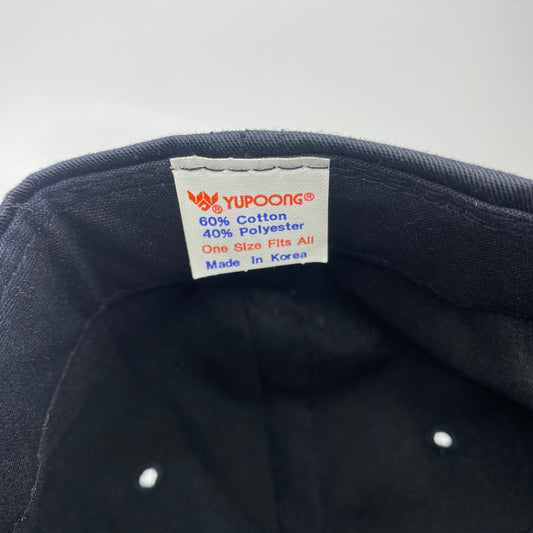 ® YUPOONG®
60% Cotton
40% Polyester
One Size Fits All
Made In Korea